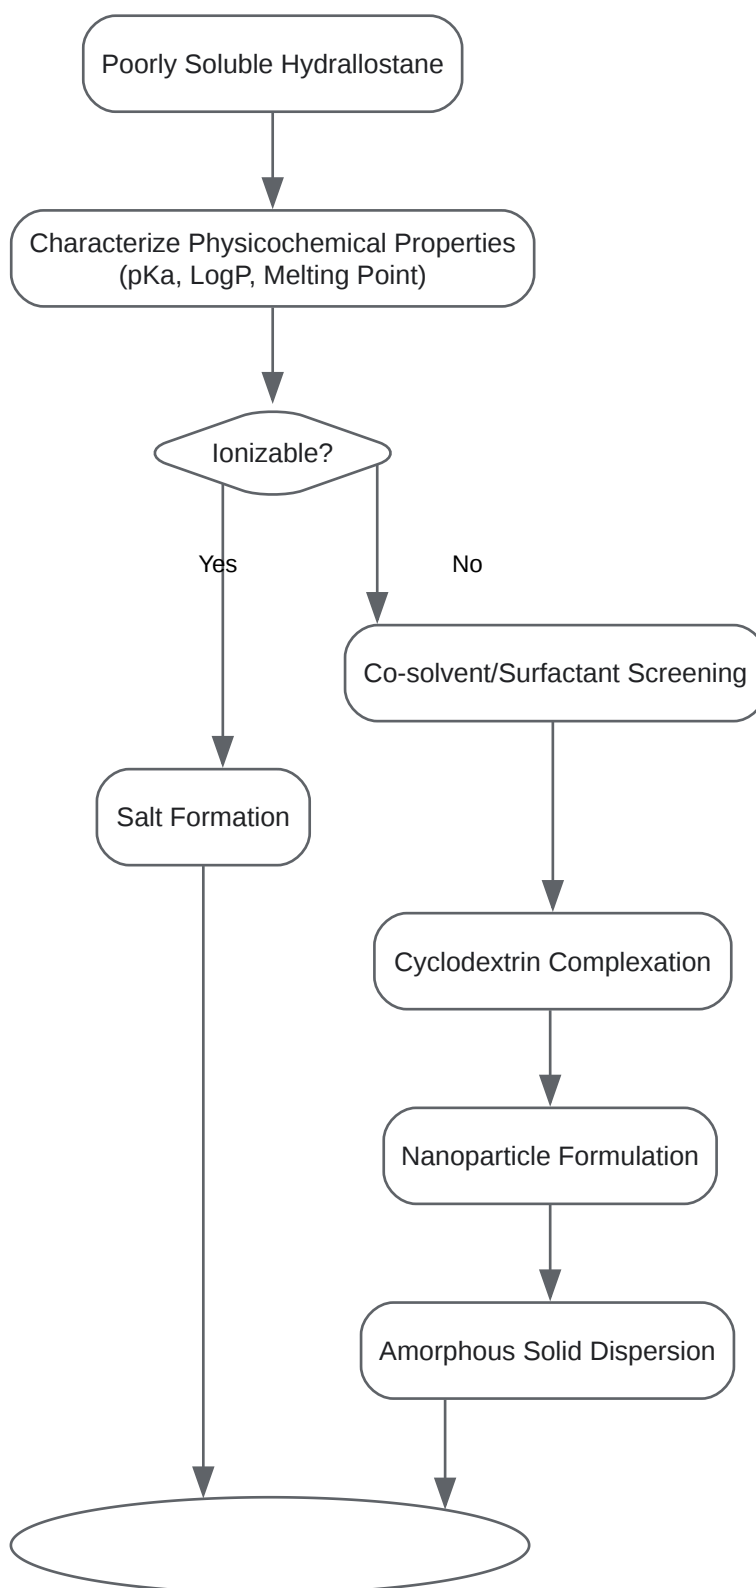 Poorly Soluble Hydrallostane
Characterize Physicochemical Properties
(pKa, LogP, Melting Point)
Ionizable?
Yes
No
Co-solvent/Surfactant Screening
Salt Formation
Cyclodextrin Complexation
Nanoparticle Formulation
Amorphous Solid Dispersion